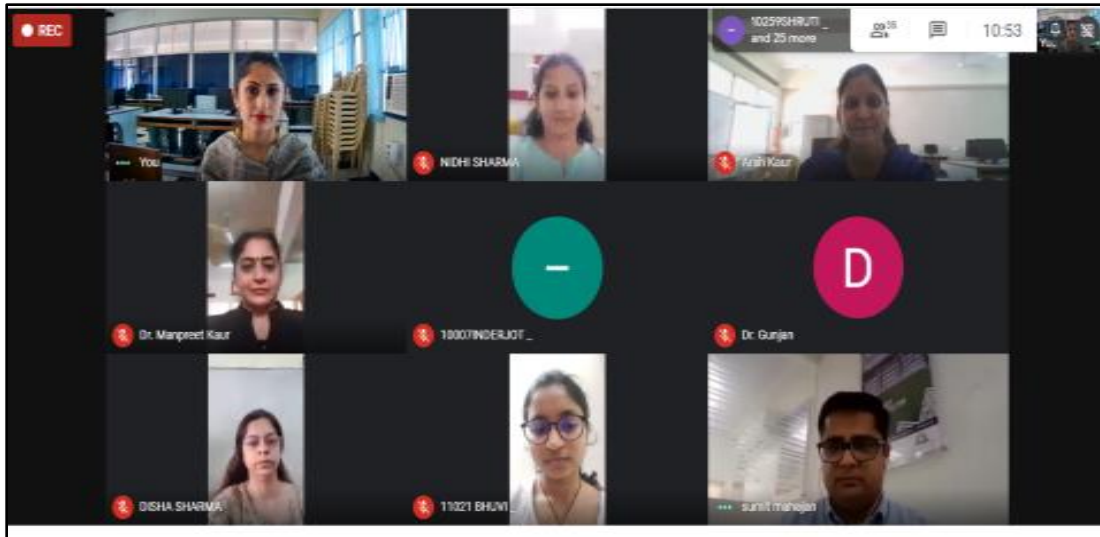 REC
You
NIDHI SHARMA
10259SHRUTI _
and 25 more
55
10:53
Arsh Kaur
Dr. Manpreet Kaur
–
10007INDERJOT _
D
Dr. Gunjan
DISHA SHARMA
11021 BHUVI _
sumit mahajan